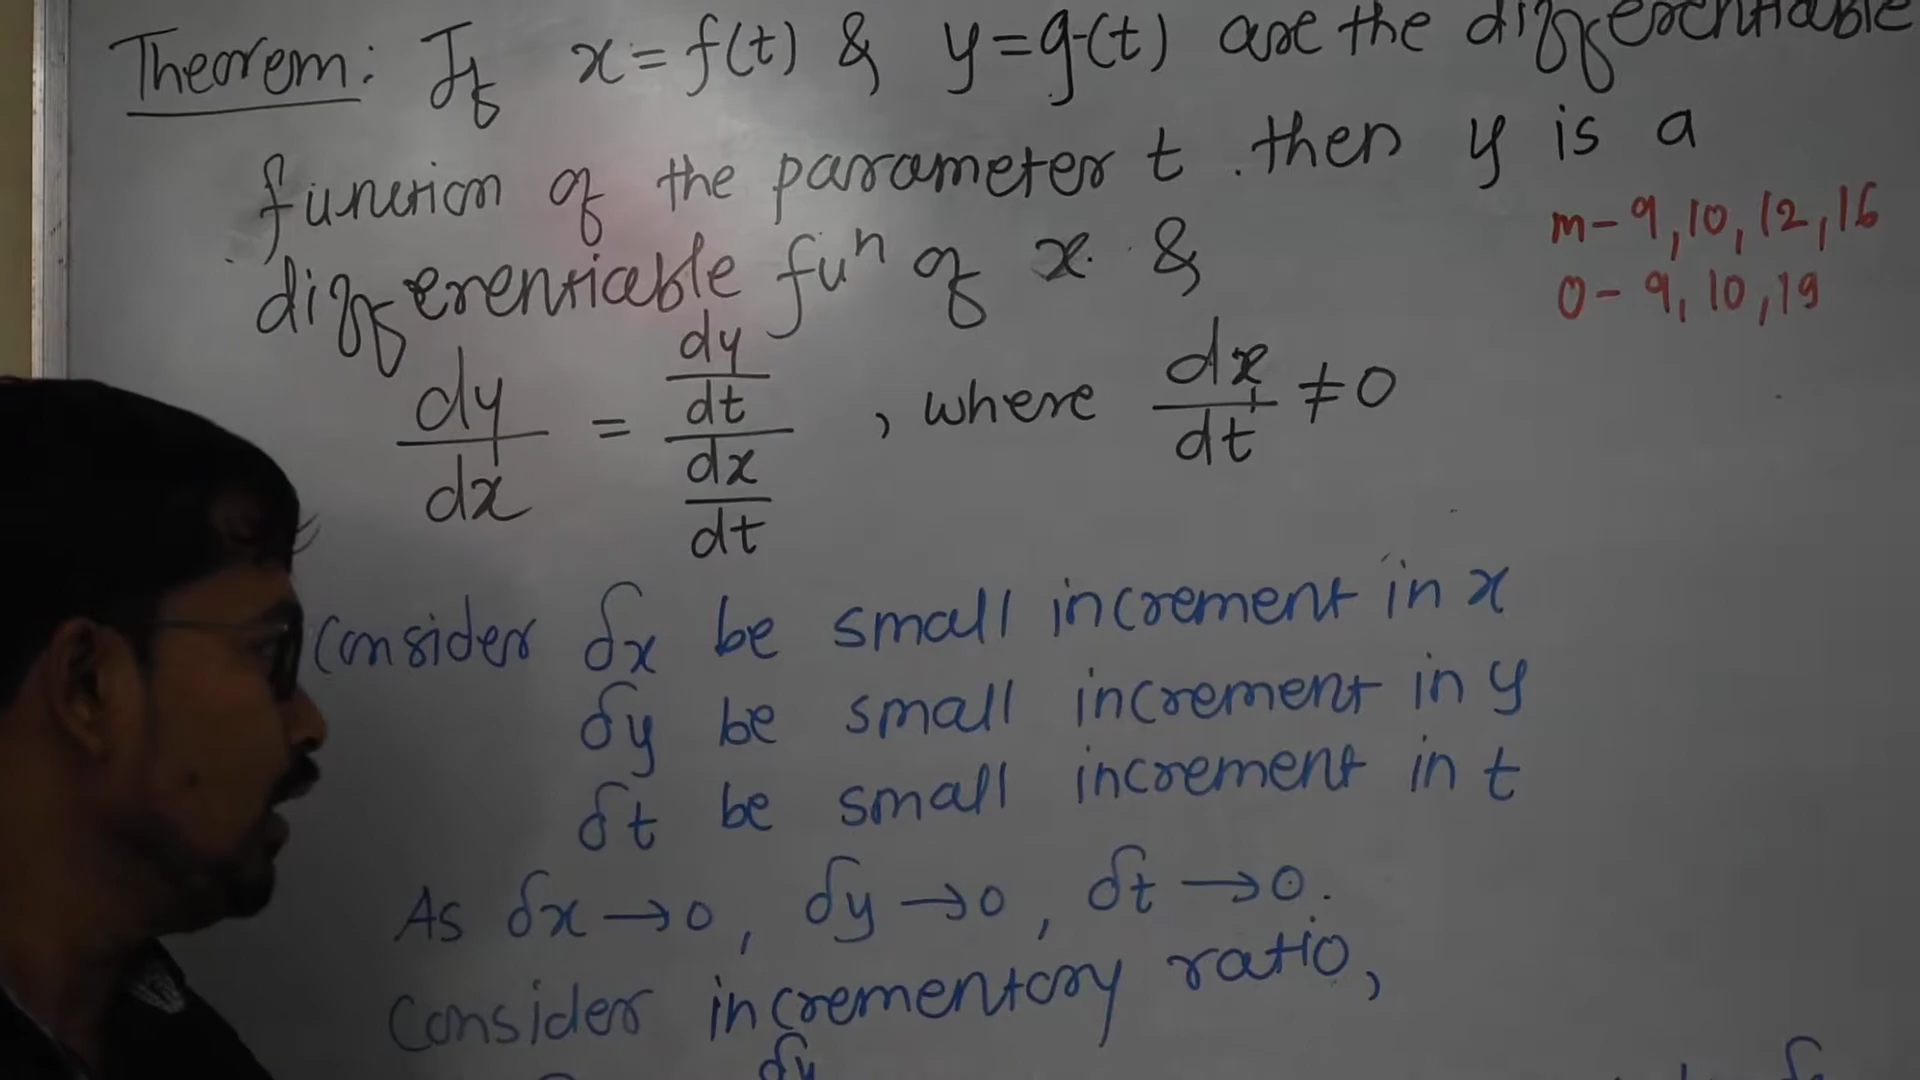 Theorem: If x = f(t) & y = g(t) are the differentiable
function of the parameter t. then y is a
differentiable fuⁿ of x. &
dy/dx = (dy/dt)/(dx/dt) , where dx/dt ≠ 0
m - 9, 10, 12, 16
O - 9, 10, 19
Consider δx be small increment in x
δy be small increment in y
δt be small increment in t
As δx → 0, δy → 0, δt → 0.
Consider incrementory ratio,
δy